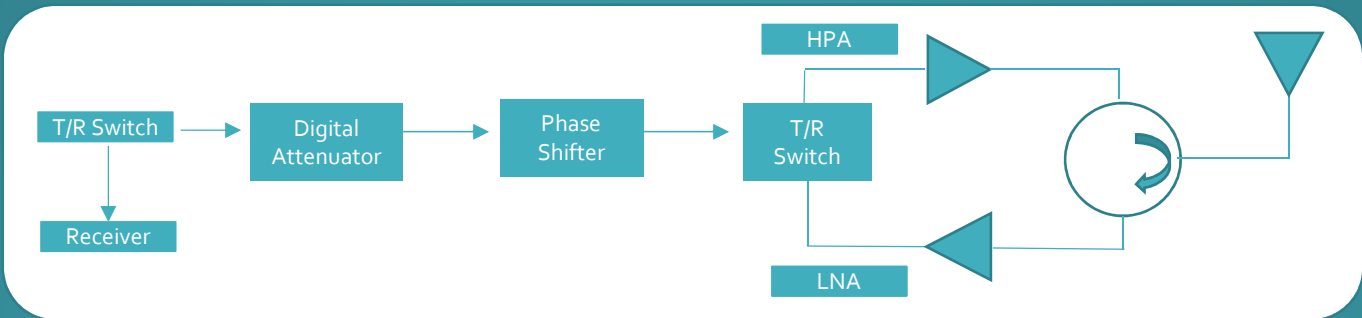 HPA
T/R Switch
Digital
Attenuator
Phase
Shifter
T/R
Switch
Receiver
LNA